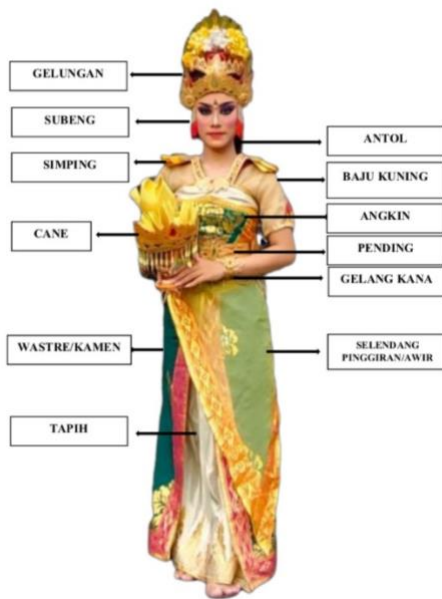 GELUNGAN
SUBENG
SIMPING
CANE
WASTRE/KAMEN
TAPIH
ANTOL
BAJU KUNING
ANGKIN
PENDING
GELANG KANA
SELENDANG
PINGGIRAN/AWIR